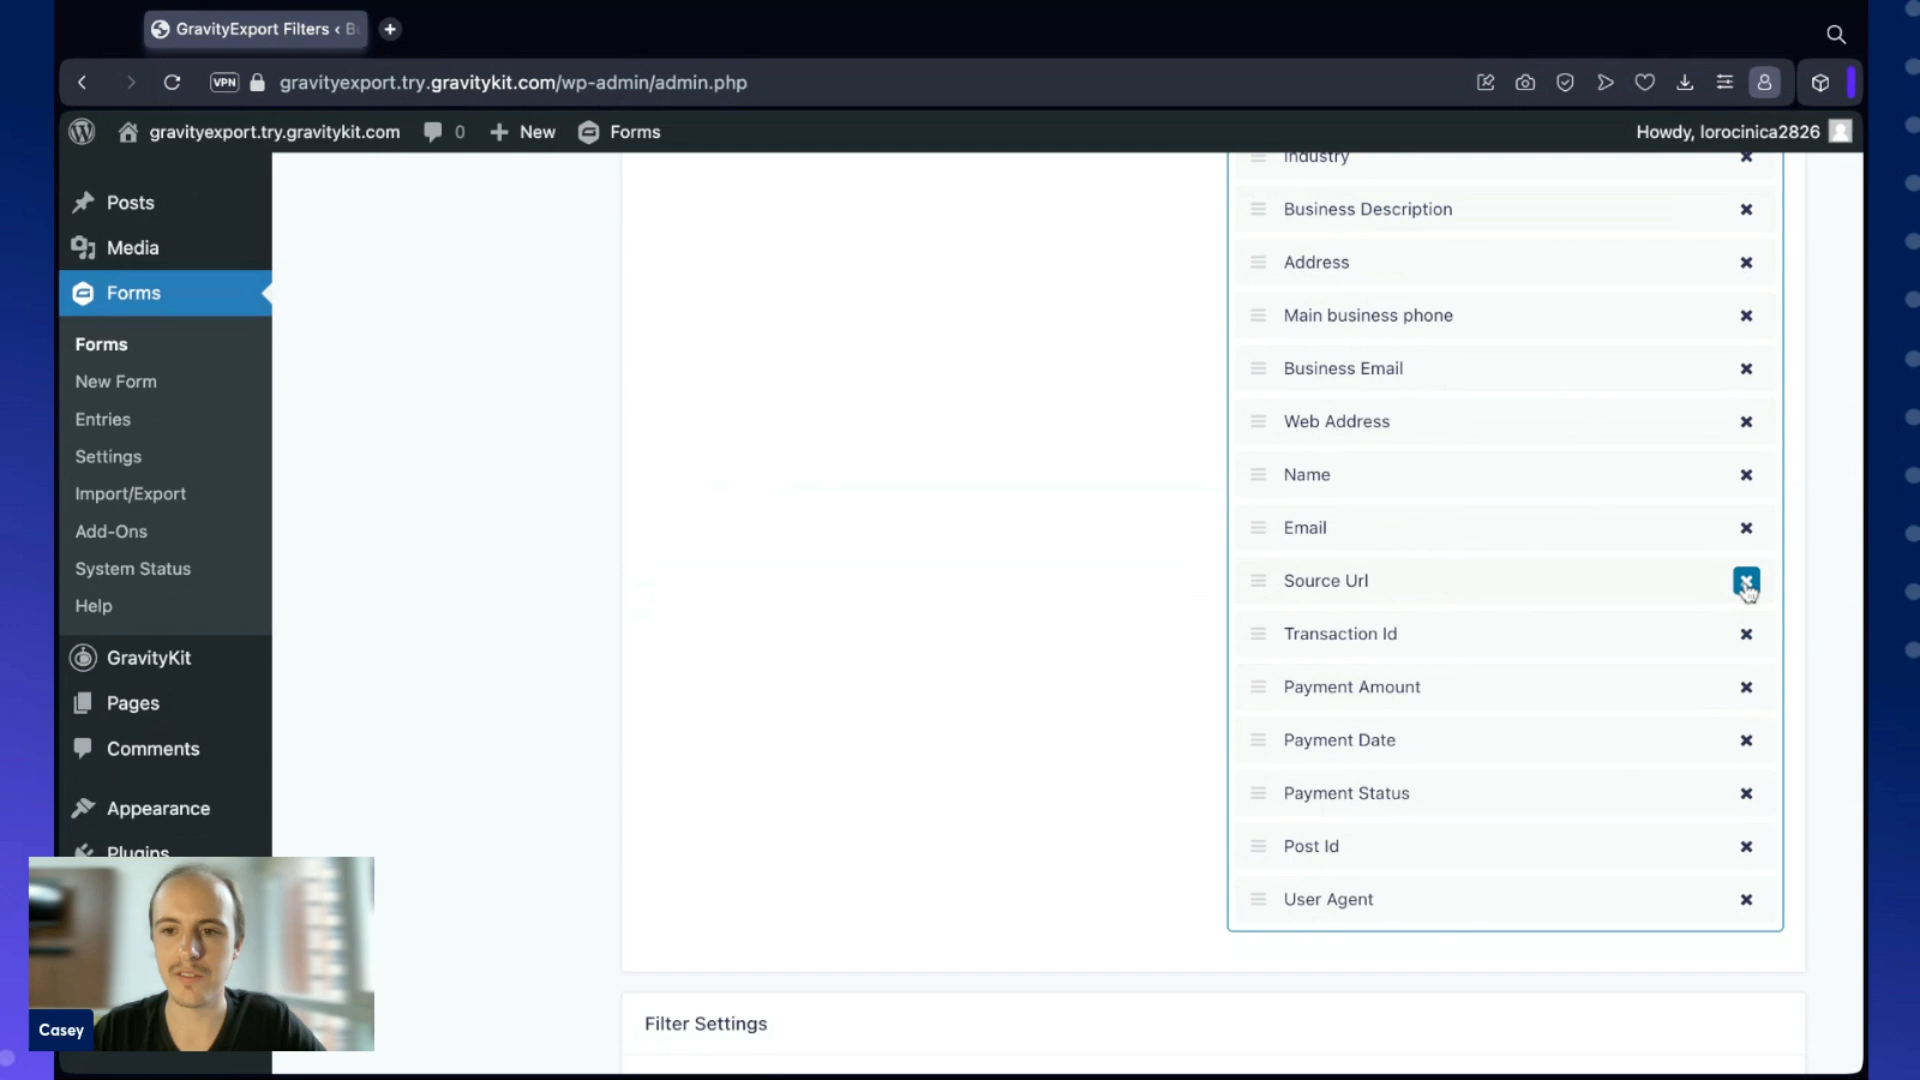 GravityExport Filters ‹ B
VPN
gravityexport.try.gravitykit.com/wp-admin/admin.php
gravityexport.try.gravitykit.com
0
New
Forms
Howdy, lorocinica2826
Posts
Media
Forms
Forms
New Form
Entries
Settings
Import/Export
Add-Ons
System Status
Help
GravityKit
Pages
Comments
Appearance
Plugins
Casey
Industry
Business Description
Address
Main business phone
Business Email
Web Address
Name
Email
Source Url
Transaction Id
Payment Amount
Payment Date
Payment Status
Post Id
User Agent
Filter Settings